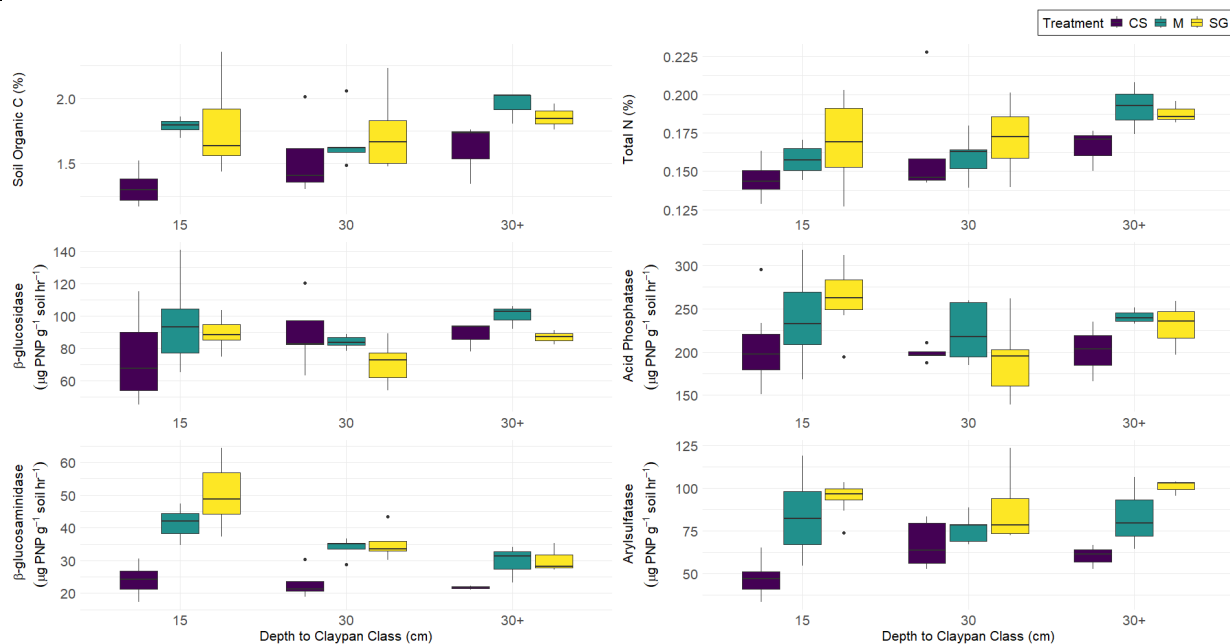 Treatment CS M SG
Soil Organic C (%)
2.0
1.5
15 30 30+
Total N (%)
0.225
0.200
0.175
0.150
0.125
15 30 30+
β-glucosidase
(μg PNP g⁻¹ soil hr⁻¹)
140
120
100
80
60
15 30 30+
Acid Phosphatase
(μg PNP g⁻¹ soil hr⁻¹)
300
250
200
150
15 30 30+
β-glucosamidase
(μg PNP g⁻¹ soil hr⁻¹)
60
50
40
30
20
15 30 30+
Depth to Claypan Class (cm)
Arylsulfatase
(μg PNP g⁻¹ soil hr⁻¹)
125
100
75
50
15 30 30+
Depth to Claypan Class (cm)